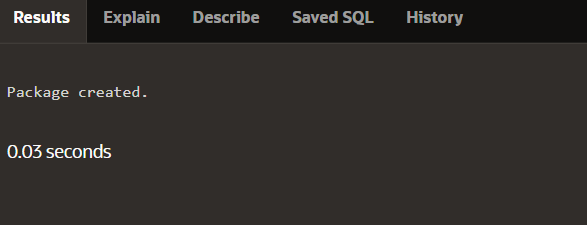 Results Explain Describe Saved SQL History
Package created.
0.03 seconds